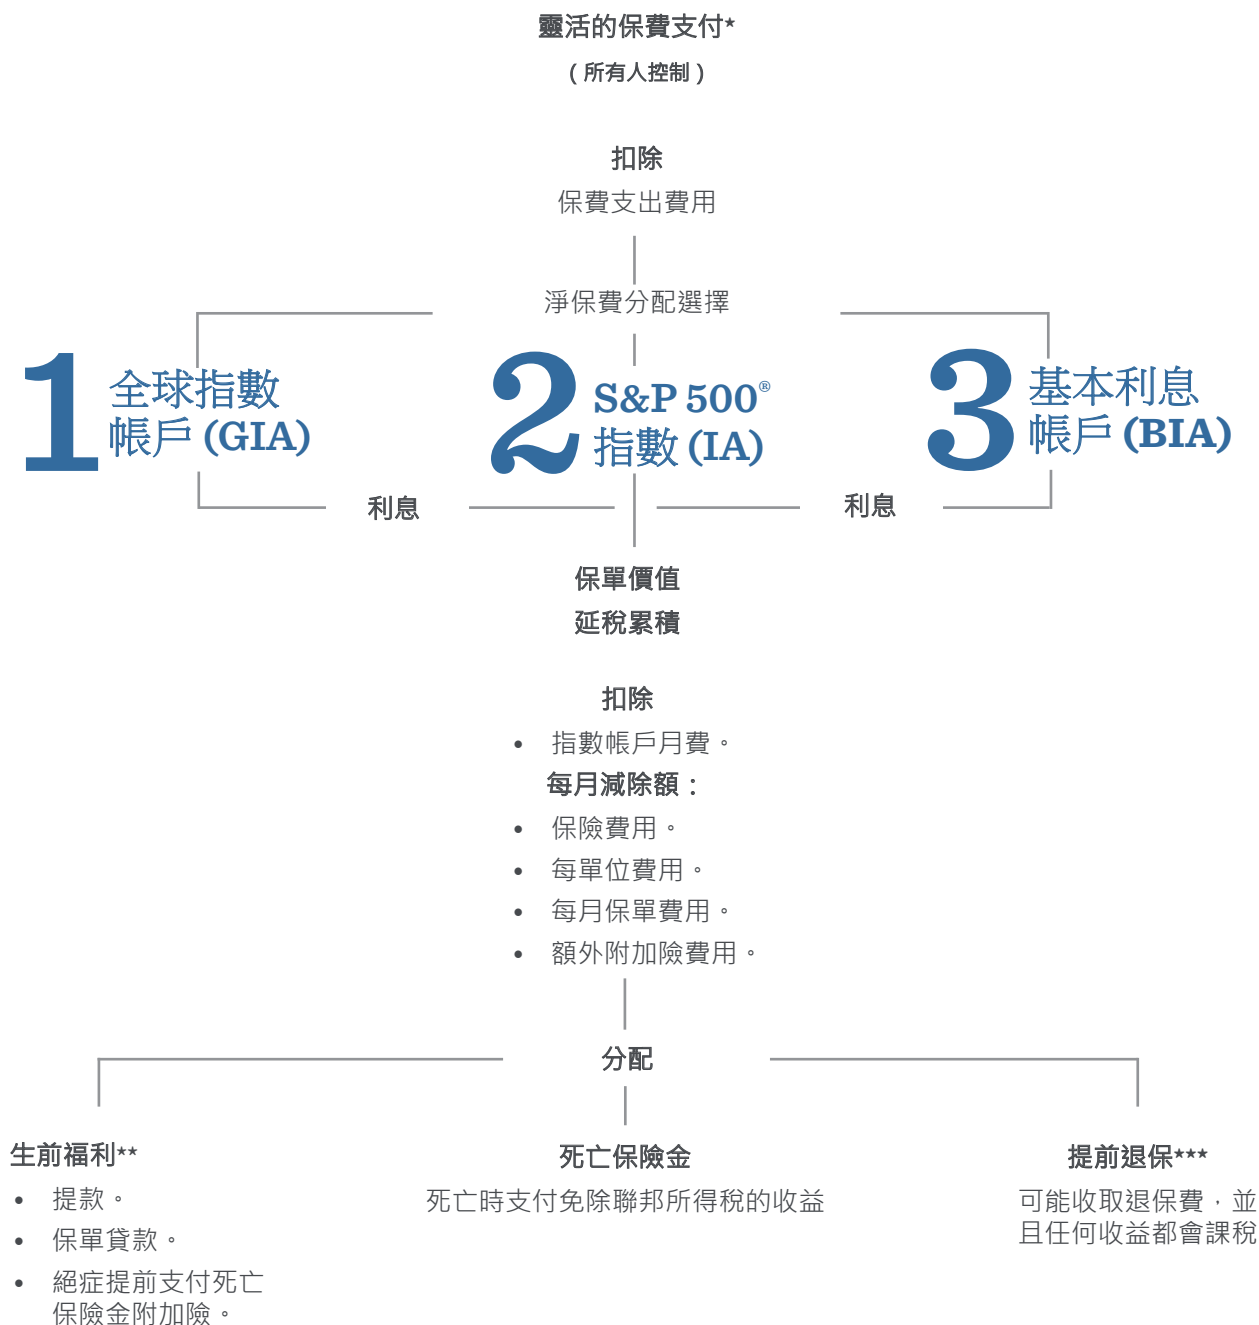 靈活的保費支付*
（所有人控制）
扣除
保費支出費用
淨保費分配選擇
1 全球指數
帳戶 (GIA)
2 S&P 500®
指數 (IA)
3 基本利息
帳戶 (BIA)
利息
利息
保單價值
延稅累積
扣除
• 指數帳戶月費。
每月減除額：
• 保險費用。
• 每單位費用。
• 每月保單費用。
• 額外附加險費用。
分配
生前福利**
• 提款。
• 保單貸款。
• 絕症提前支付死亡
保險金附加險。
死亡保險金
死亡時支付免除聯邦所得稅的收益
提前退保***
可能收取退保費，並
且任何收益都會課稅